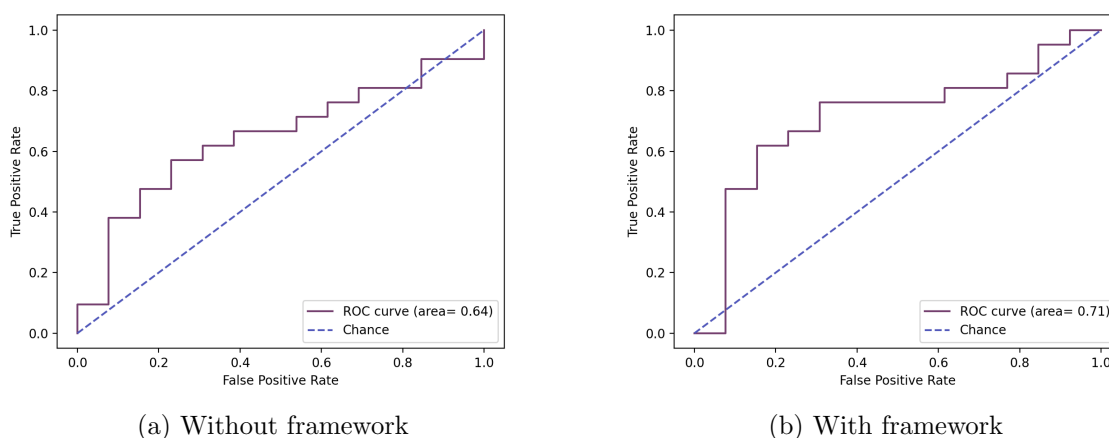 1.0
0.8
0.6
0.4
0.2
0.0
True Positive Rate
0.0 0.2 0.4 0.6 0.8 1.0
False Positive Rate
ROC curve (area= 0.64)
Chance
(a) Without framework
1.0
0.8
0.6
0.4
0.2
0.0
True Positive Rate
0.0 0.2 0.4 0.6 0.8 1.0
False Positive Rate
ROC curve (area= 0.71)
Chance
(b) With framework